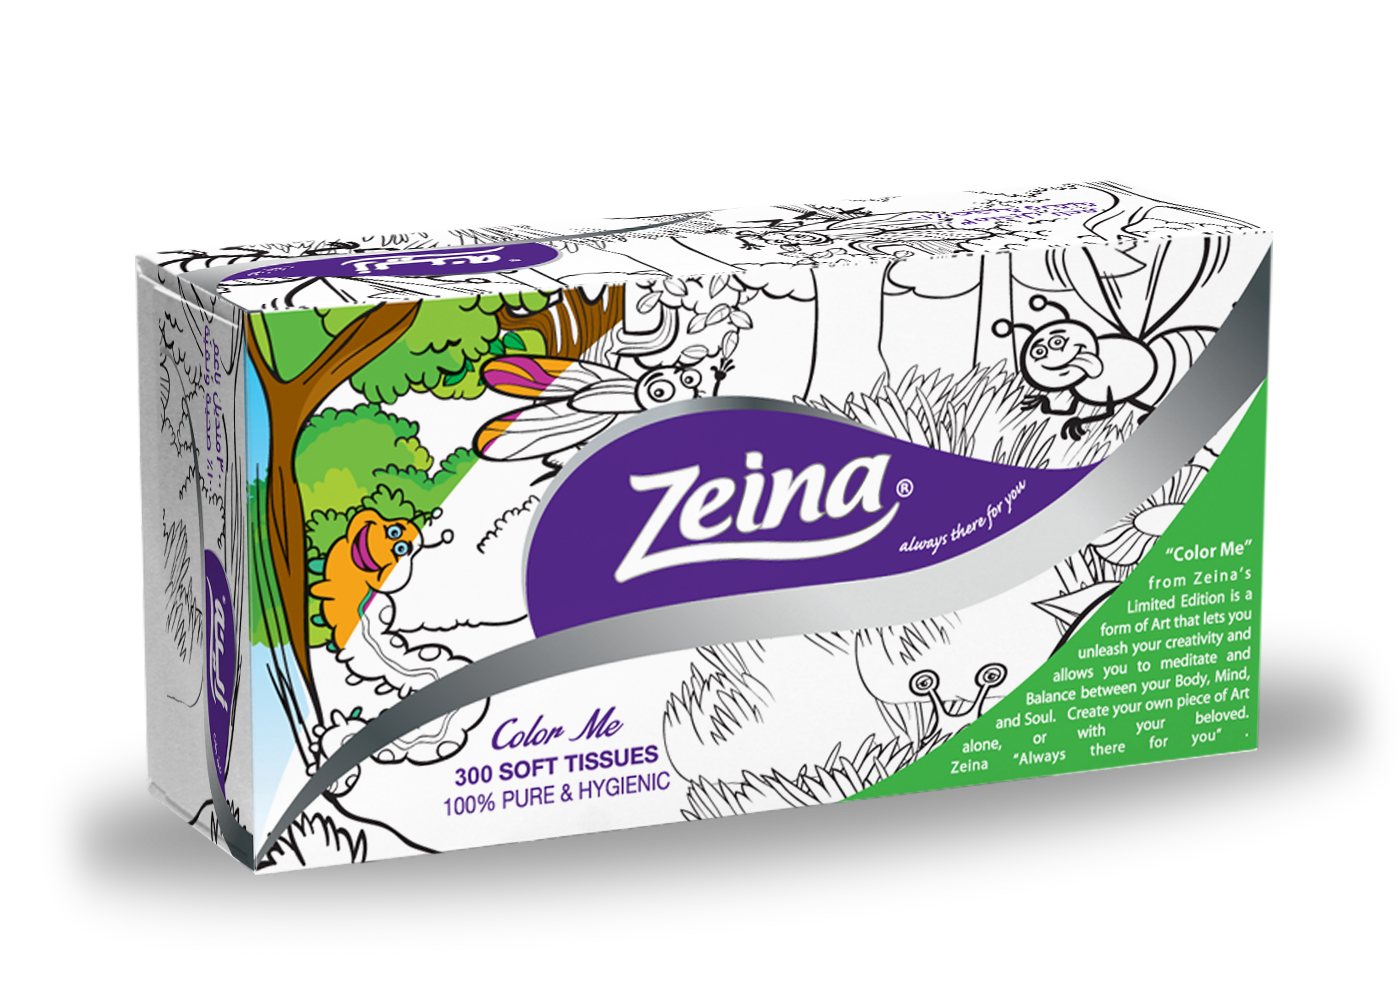 زينة
Zeina®
always there for you
Color Me
300 SOFT TISSUES
100% PURE & HYGIENIC
“Color Me”
from Zeina’s
Limited Edition is a
form of Art that lets you
unleash your creativity and
allows you to meditate and
Balance between your Body, Mind,
and Soul. Create your own piece of Art
alone, or with your beloved.
Zeina “Always there for you” .